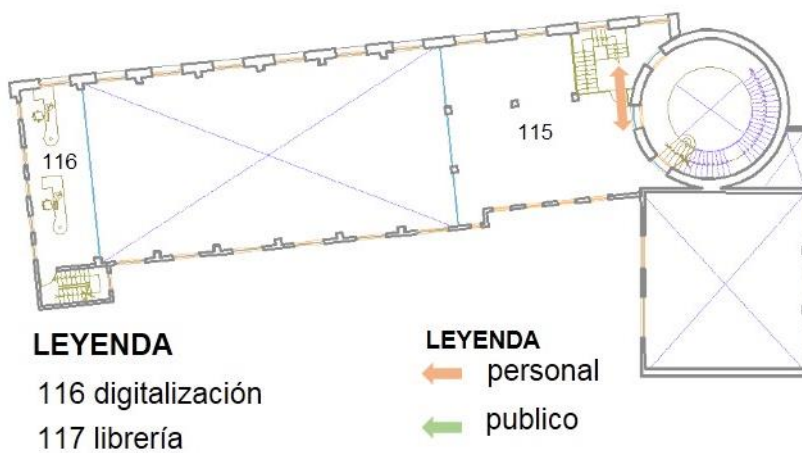 115
116
LEYENDA
116 digitalización
117 librería
LEYENDA
personal
publico